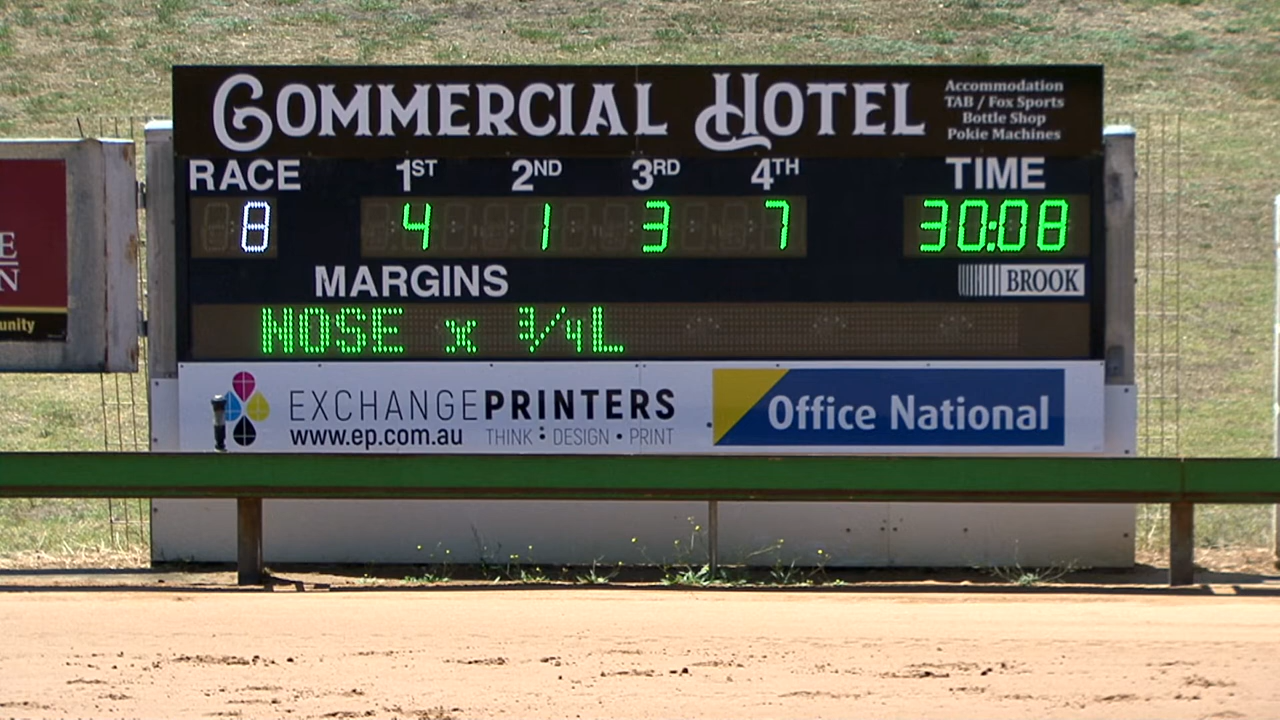 COMMERCIAL HOTEL
Accommodation
TAB / Fox Sports
Bottle Shop
Pokie Machines
RACE 1ST 2ND 3RD 4TH TIME
8 4 1 3 7 30:08
MARGINS
BROOK
NOSE x 3/4L
EXCHANGEPRINTERS
www.ep.com.au THINK : DESIGN • PRINT
Office National
E
N
unity